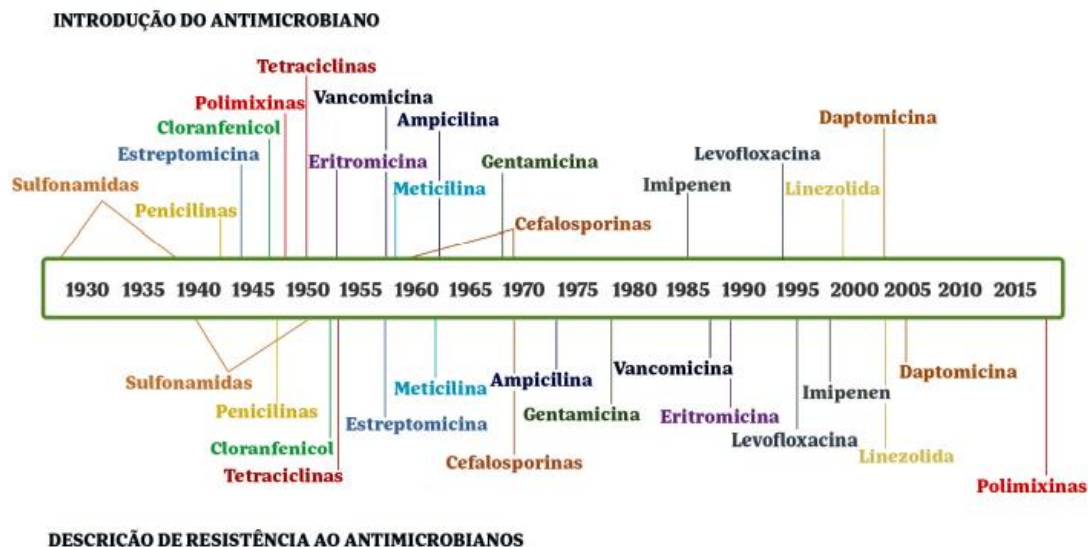 INTRODUÇÃO DO ANTIMICROBIANO
Tetraciclinas
Polimixinas
Vancomicina
Cloranfenicol
Ampicilina
Daptomicina
Estreptomicina
Eritromicina
Gentamicina
Levofloxacina
Sulfonamidas
Meticilina
Imipenen
Linezolida
Penicilinas
Cefalosporinas
1930 1935 1940 1945 1950 1955 1960 1965 1970 1975 1980 1985 1990 1995 2000 2005 2010 2015
Sulfonamidas
Vancomicina
Ampicilina
Daptomicina
Meticilina
Imipenen
Penicilinas
Gentamicina
Eritromicina
Estreptomicina
Levofloxacina
Cloranfenicol
Linezolida
Cefalosporinas
Tetraciclinas
Polimixinas
DESCRIÇÃO DE RESISTÊNCIA AO ANTIMICROBIANOS